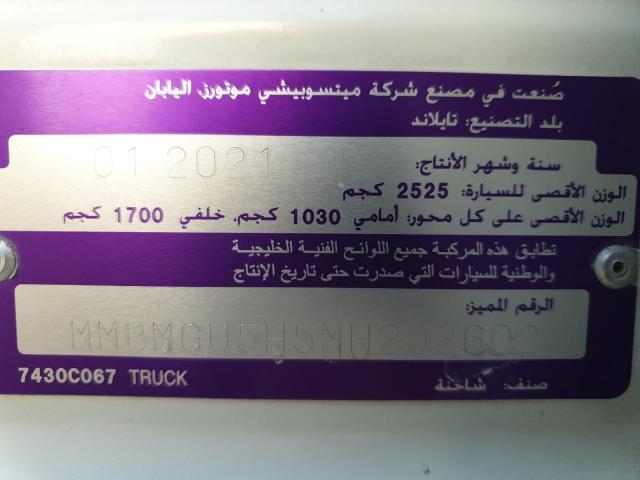 صُنعت في مصنع شركة ميتسوبيشي موتورز، اليابان
بلد التصنيع: تايلاند
سنة وشهر الأنتاج: 01 2021
الوزن الأقصى للسيارة: 2525 كجم
الوزن الأقصى على كل محور: أمامي 1030 كجم، خلفي 1700 كجم
تطابق هذه المركبة جميع اللوائح الفنية الخليجية
والوطنية للسيارات التي صدرت حتى تاريخ الإنتاج
الرقم المميز:
صنف: شاخنة 7430C067 TRUCK